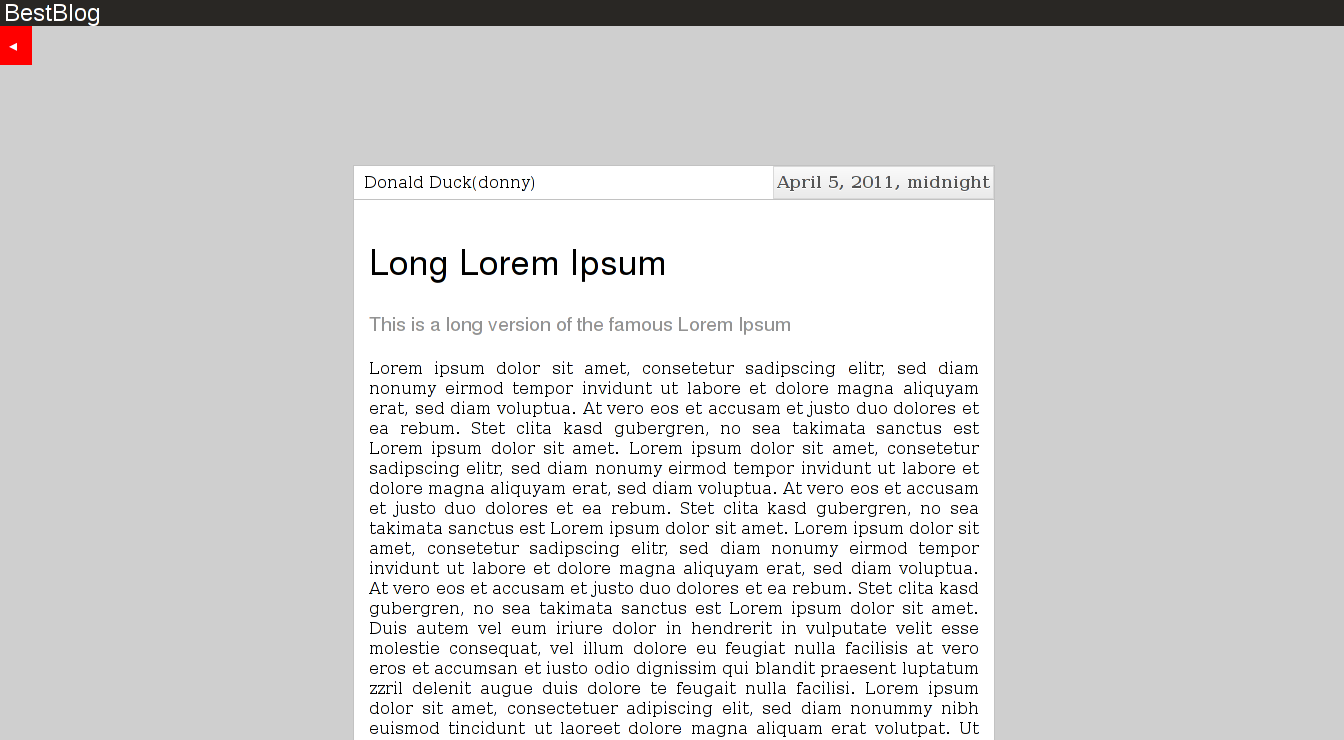 BestBlog
◄
Donald Duck(donny)
April 5, 2011, midnight
Long Lorem Ipsum
This is a long version of the famous Lorem Ipsum
Lorem ipsum dolor sit amet, consetetur sadipscing elitr, sed diam
nonumy eirmod tempor invidunt ut labore et dolore magna aliquyam
erat, sed diam voluptua. At vero eos et accusam et justo duo dolores et
ea rebum. Stet clita kasd gubergren, no sea takimata sanctus est
Lorem ipsum dolor sit amet. Lorem ipsum dolor sit amet, consetetur
sadipscing elitr, sed diam nonumy eirmod tempor invidunt ut labore et
dolore magna aliquyam erat, sed diam voluptua. At vero eos et accusam
et justo duo dolores et ea rebum. Stet clita kasd gubergren, no sea
takimata sanctus est Lorem ipsum dolor sit amet. Lorem ipsum dolor sit
amet, consetetur sadipscing elitr, sed diam nonumy eirmod tempor
invidunt ut labore et dolore magna aliquyam erat, sed diam voluptua.
At vero eos et accusam et justo duo dolores et ea rebum. Stet clita kasd
gubergren, no sea takimata sanctus est Lorem ipsum dolor sit amet.
Duis autem vel eum iriure dolor in hendrerit in vulputate velit esse
molestie consequat, vel illum dolore eu feugiat nulla facilisis at vero
eros et accumsan et iusto odio dignissim qui blandit praesent luptatum
zzril delenit augue duis dolore te feugait nulla facilisi. Lorem ipsum
dolor sit amet, consectetuer adipiscing elit, sed diam nonummy nibh
euismod tincidunt ut laoreet dolore magna aliquam erat volutpat. Ut